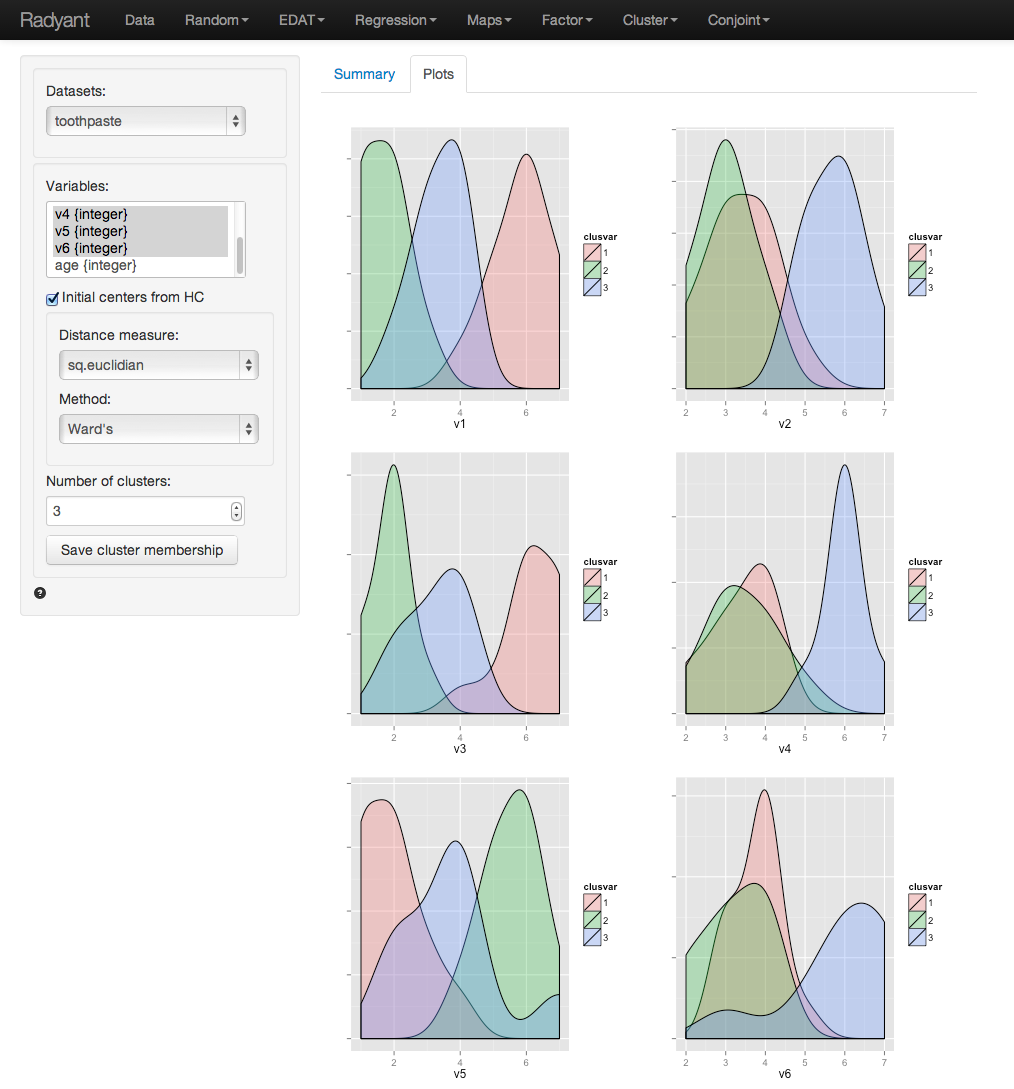 Radyant Data Random EDAT Regression Maps Factor Cluster Conjoint
Datasets:
toothpaste
Variables:
v4 {integer}
v5 {integer}
v6 {integer}
age {integer}
Initial centers from HC
Distance measure:
sq.euclidian
Method:
Ward's
Number of clusters:
3
Save cluster membership
?
Summary Plots
clusvar
1
2
3
2 4 6
v1
clusvar
1
2
3
2 3 4 5 6 7
v2
clusvar
1
2
3
2 4 6
v3
clusvar
1
2
3
2 3 4 5 6 7
v4
clusvar
1
2
3
2 4 6
v5
clusvar
1
2
3
2 3 4 5 6 7
v6